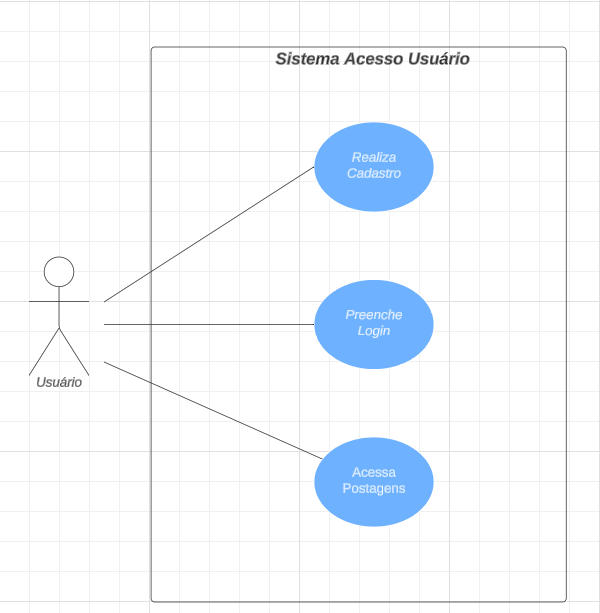 Sistema Acesso Usuário
Realiza
Cadastro
Preenche
Login
Usuário
Acessa
Postagens